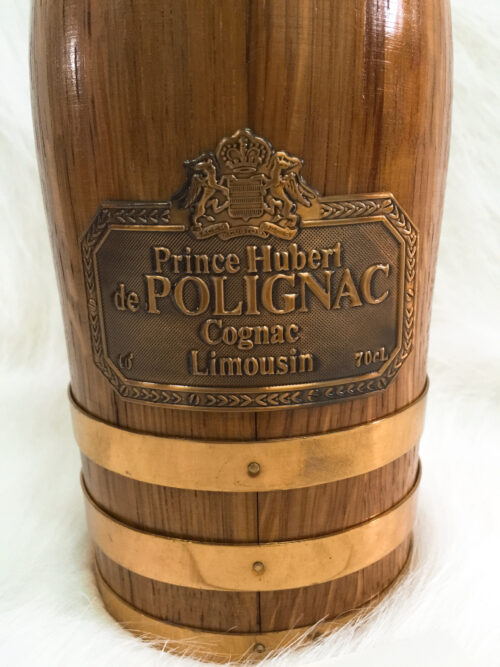 Prince Hubert
de POLIGNAC
Cognac
Limousin
70cL